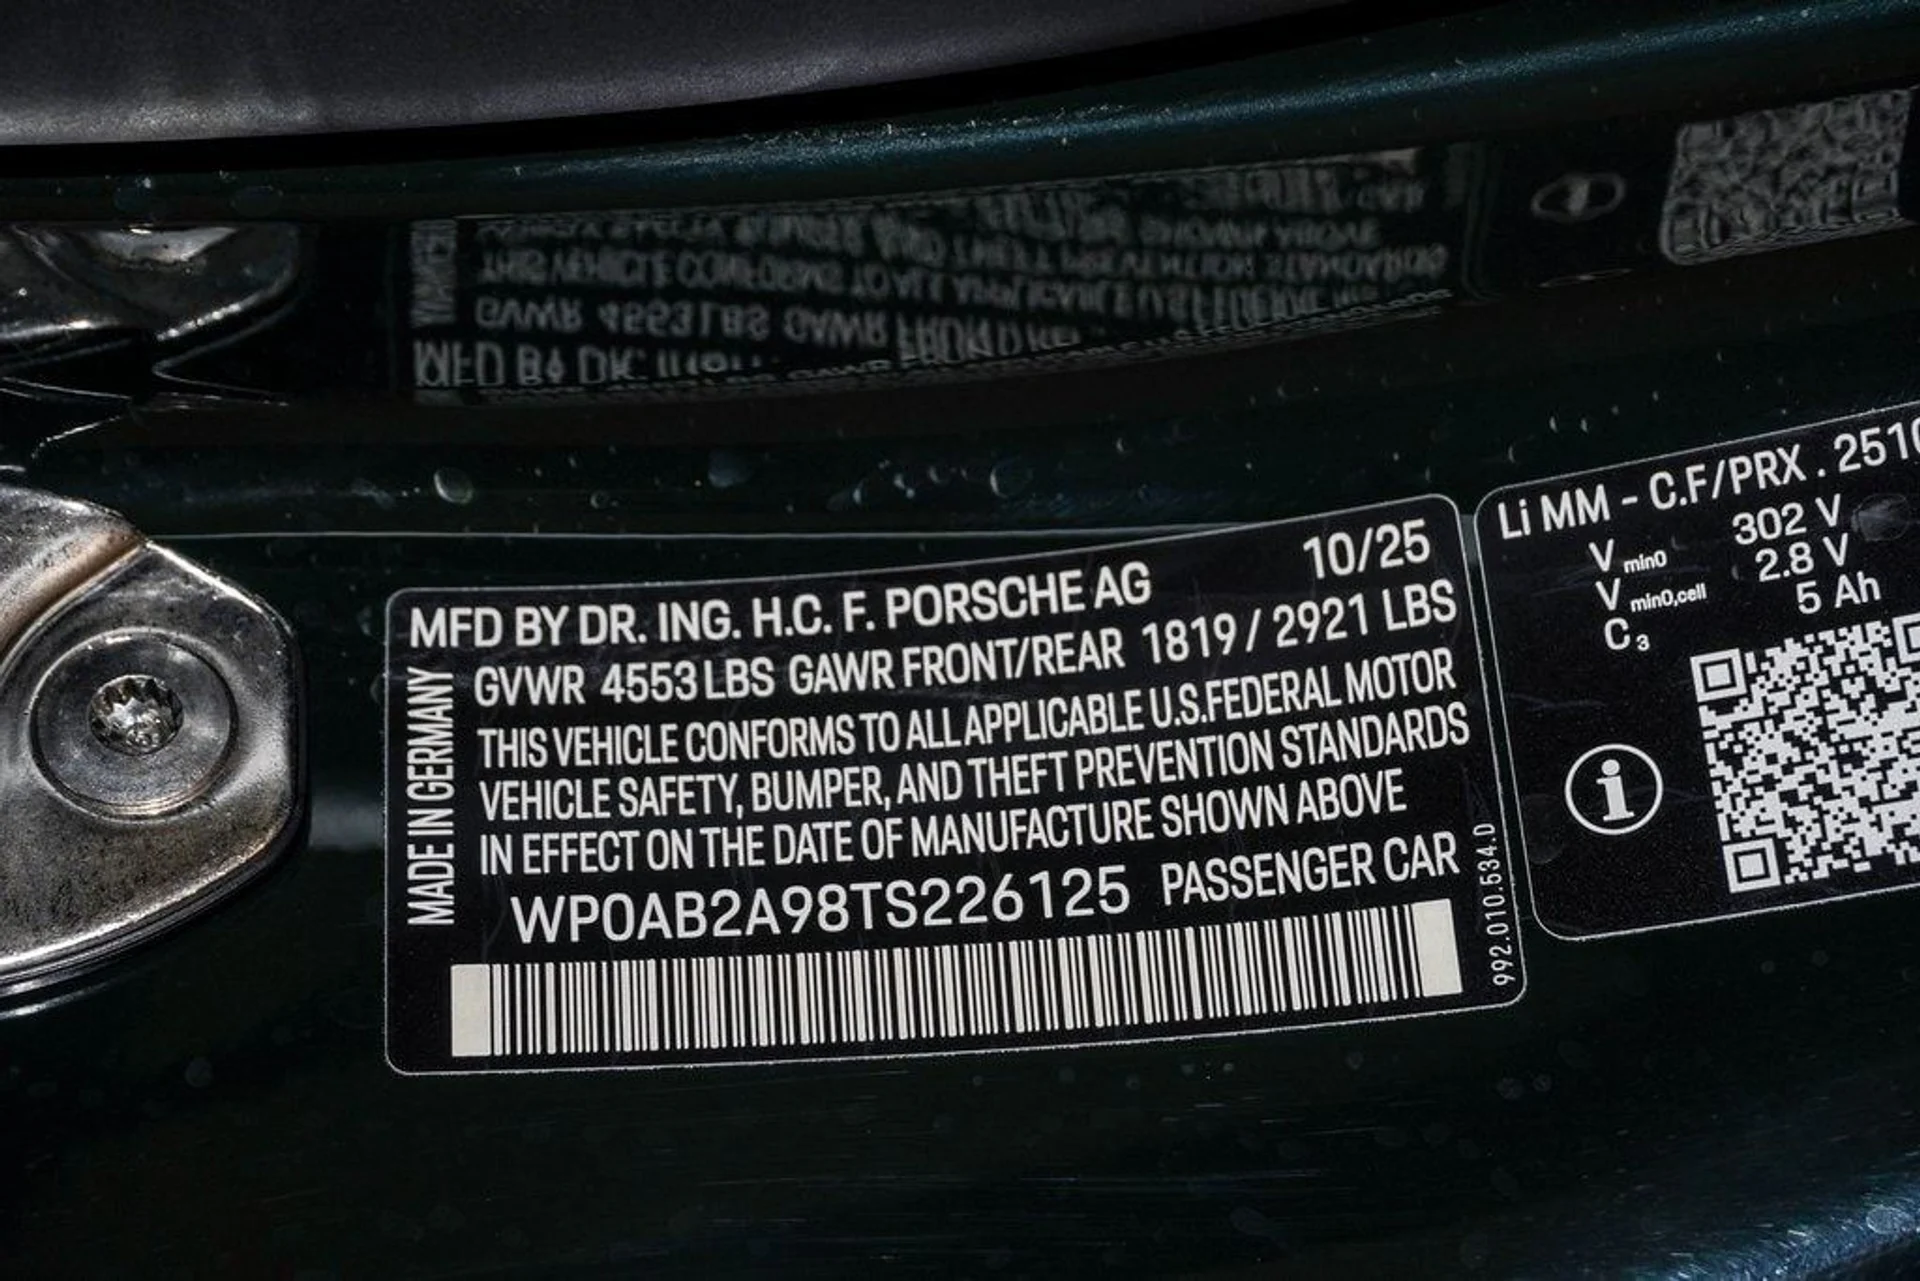 MFD BY DR. ING. H.C. F. PORSCHE AG 10/25
GVWR 4553 LBS GAWR FRONT/REAR 1819 / 2921 LBS
THIS VEHICLE CONFORMS TO ALL APPLICABLE U.S.FEDERAL MOTOR
VEHICLE SAFETY, BUMPER, AND THEFT PREVENTION STANDARDS
IN EFFECT ON THE DATE OF MANUFACTURE SHOWN ABOVE
WP0AB2A98TS226125 PASSENGER CAR
MADE IN GERMANY
992.010.534.D
Li MM - C.F/PRX . 2510
Vmin0 302 V
Vmin0,cell 2.8 V
C3 5 Ah
i